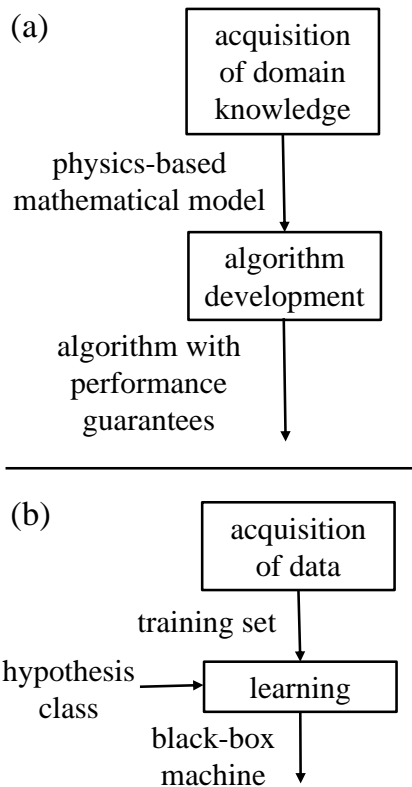 (a)
acquisition
of domain
knowledge
physics-based
mathematical model
algorithm
development
algorithm with
performance
guarantees
(b)
acquisition
of data
training set
hypothesis
class
learning
black-box
machine